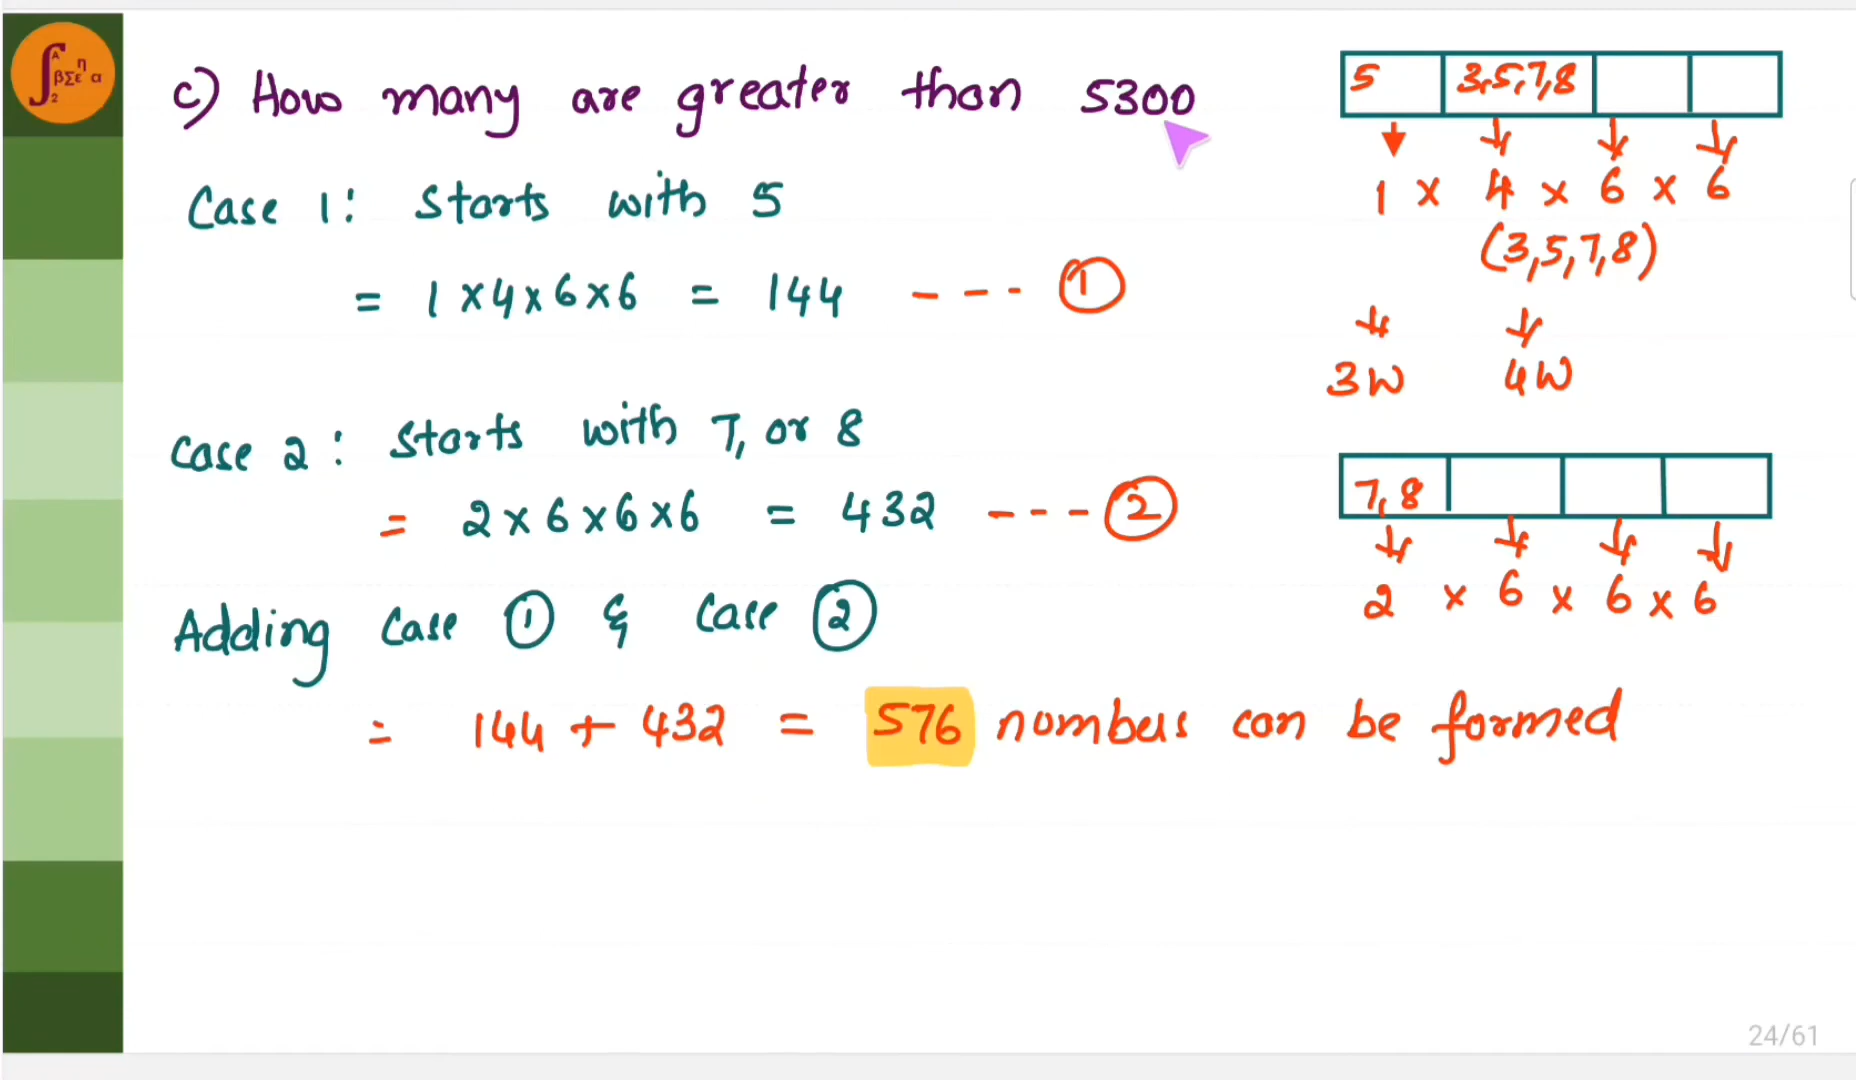 c) How many are greater than 5300
Case 1: Starts with 5
= 1 x 4 x 6 x 6 = 144 --- ①
Case 2: Starts with 7, or 8
= 2 x 6 x 6 x 6 = 432 --- ②
Adding Case ① & Case ②
= 144 + 432 = 576 numbers can be formed
5 3,5,7,8
1 x 4 x 6 x 6
(3,5,7,8)
3W 4W
7,8
2 x 6 x 6 x 6
24/61